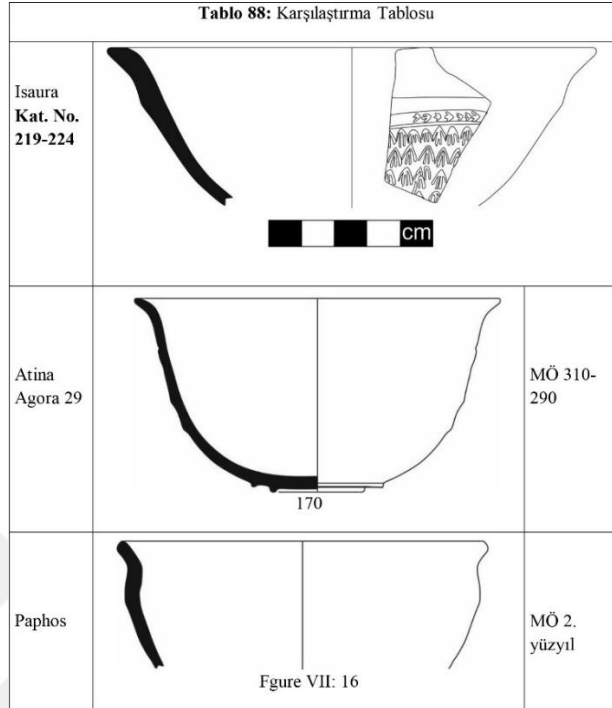 Tablo 88: Karşılaştırma Tablosu
Isaura
Kat. No.
219-224
cm
Atina
Agora 29
170
MÖ 310-
290
Paphos
Fgure VII: 16
MÖ 2.
yüzyıl